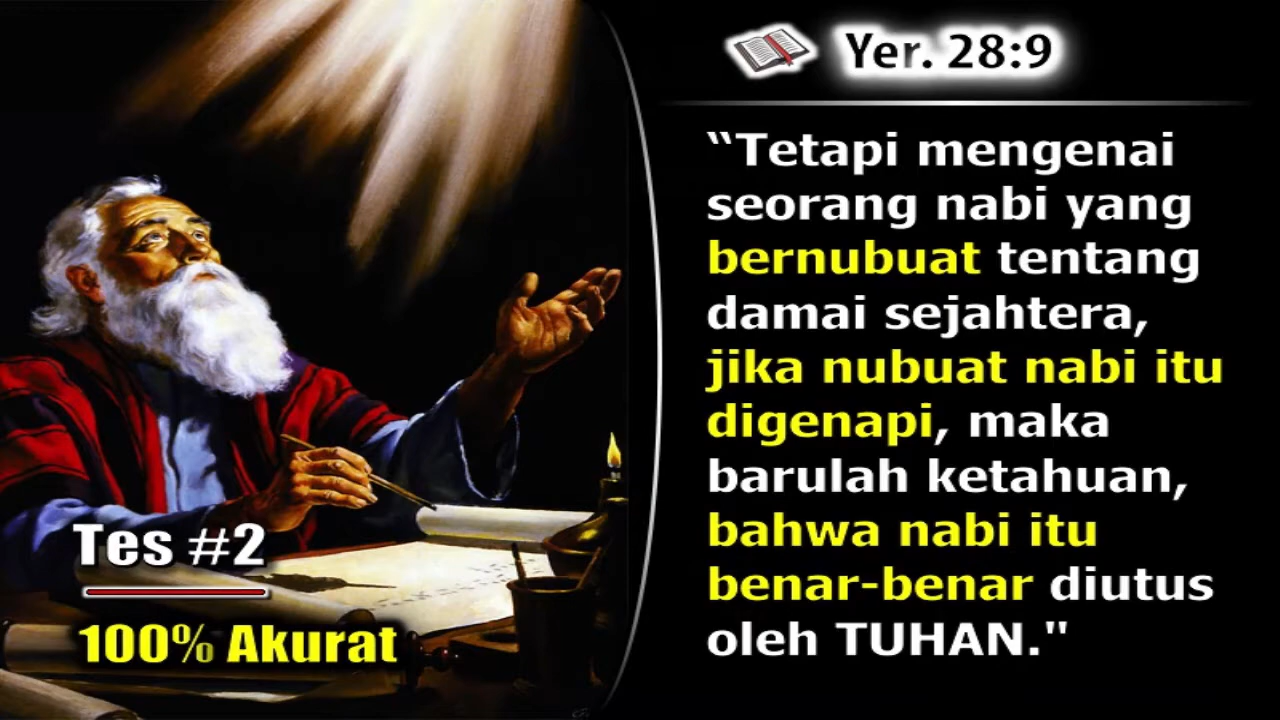 Yer. 28:9
“Tetapi mengenai
seorang nabi yang
bernubuat tentang
damai sejahtera,
jika nubuat nabi itu
digenapi, maka
barulah ketahuan,
bahwa nabi itu
benar-benar diutus
oleh TUHAN."
Tes #2
100% Akurat